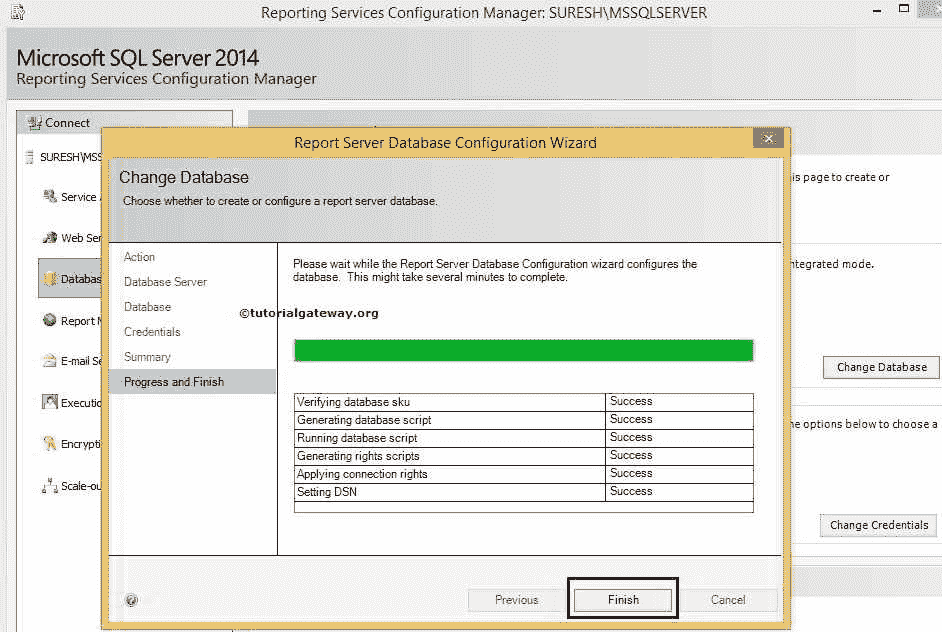 Reporting Services Configuration Manager: SURESH\MSSQLSERVER
Microsoft SQL Server 2014
Reporting Services Configuration Manager
Connect
SURESH\MSS
Service
Web Ser
Databas
Report M
E-mail Se
Executio
Encrypti
Scale-ou
Report Server Database Configuration Wizard
Change Database
Choose whether to create or configure a report server database.
Action
Database Server
Database
Credentials
Summary
Progress and Finish
Please wait while the Report Server Database Configuration wizard configures the
database. This might take several minutes to complete.
©tutorialgateway.org
Verifying database sku Success
Generating database script Success
Running database script Success
Generating rights scripts Success
Applying connection rights Success
Setting DSN Success
Previous
Finish
Cancel
is page to create or
ntegrated mode.
Change Database
he options below to choose a
Change Credentials